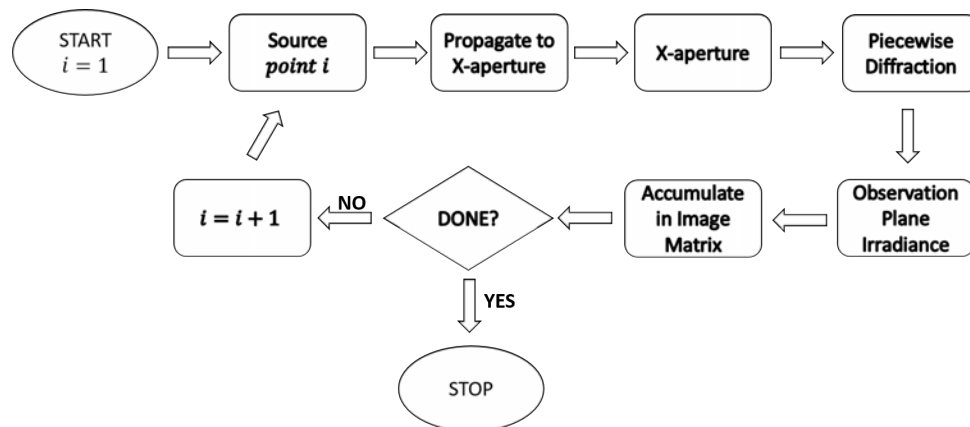 START
i = 1
Source
point i
Propagate to
X-aperture
X-aperture
Piecewise
Diffraction
Observation
Plane
Irradiance
Accumulate
in Image
Matrix
DONE?
NO
i = i + 1
YES
STOP